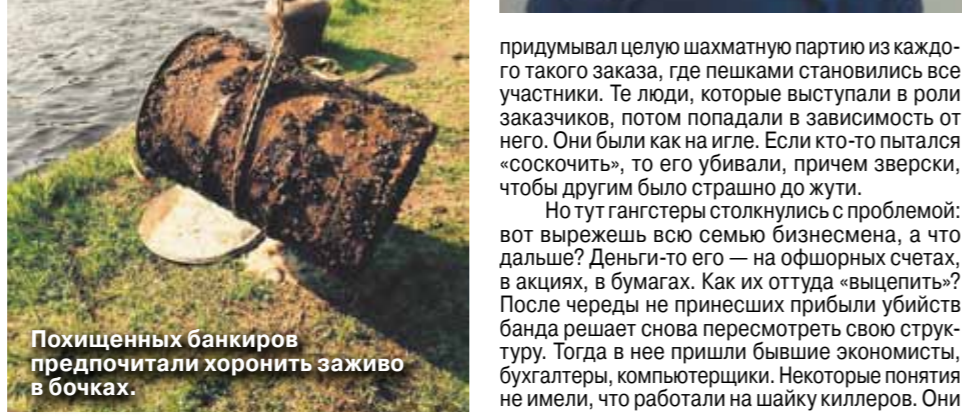 Похищенных банкиров
предпочитали хоронить заживо
в бочках.
придумывал целую шахматную партию из каждо-
го такого заказа, где пешками становились все
участники. Те люди, которые выступали в роли
заказчиков, потом попадали в зависимость от
него. Они были как на игле. Если кто-то пытался
«соскочить», то его убивали, причем зверски,
чтобы другим было страшно до жути.
Но тут гангстеры столкнулись с проблемой:
вот вырежешь всю семью бизнесмена, а что
дальше? Деньги-то его — на офшорных счетах,
в акциях, в бумагах. Как их оттуда «выцепить»?
После череды не принесших прибыли убийств
банда решает снова пересмотреть свою струк-
туру. Тогда в нее пришли бывшие экономисты,
бухгалтеры, компьютерщики. Некоторые понятия
не имели, что работали на шайку киллеров. Они